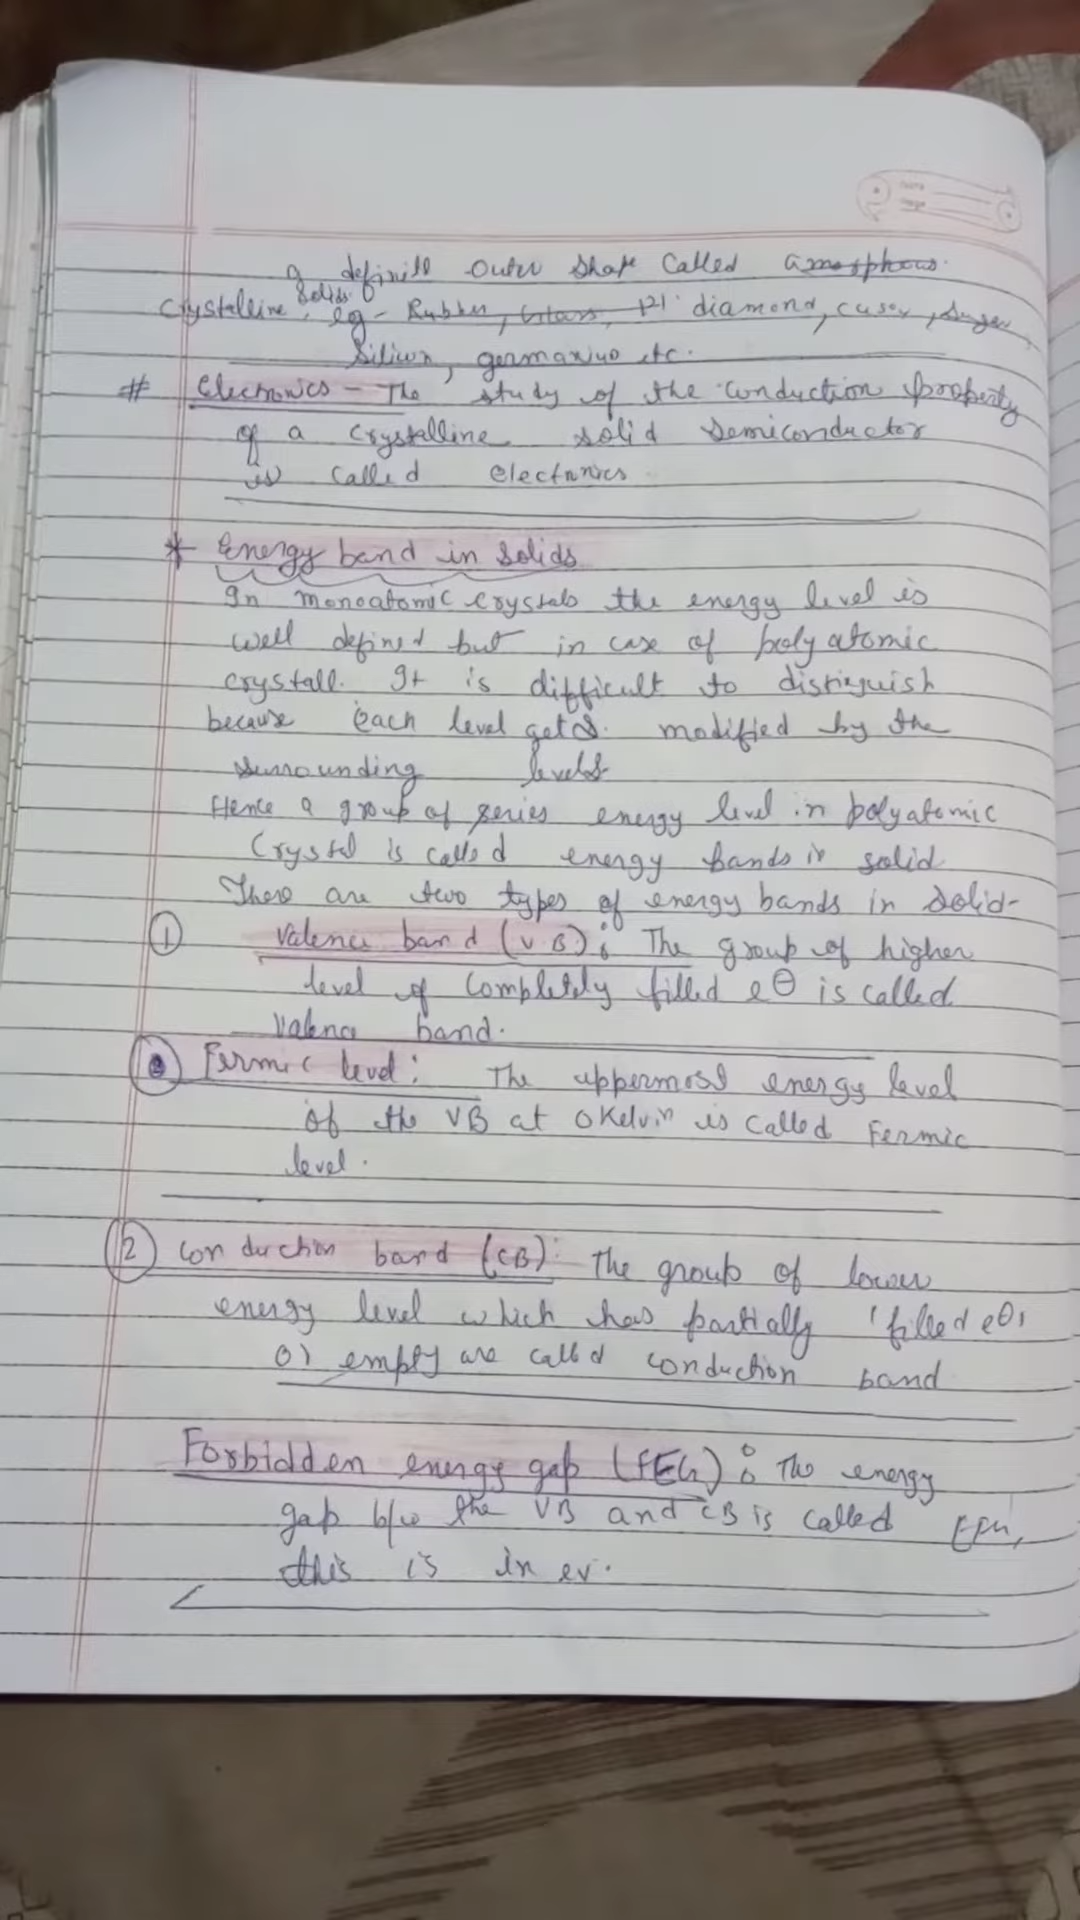 a definite outer shape called amorphous.
crystalline solids. eg - Rubber, Glass, diamond, CuSO4, Sugar,
Silicon, germanium etc.
# Electronics - The study of the conduction property
of a crystalline solid semiconductor
is called electronics
* Energy band in solids
In monoatomic crystals the energy level is
well defined but in case of polyatomic
crystall. It is difficult to distinguish
because each level gets modified by the
surrounding levels
Hence a group of series energy level in polyatomic
Crystal is called energy bands in solid
There are two types of energy bands in solid-
① Valence band (VB): The group of higher
level of completely filled e⊖ is called
Valence band.
Fermic level: The uppermost energy level
of the VB at 0 Kelvin is called Fermic
level.
② Conduction band (CB): The group of lower
energy level which has partially filled e⊖,
or empty are called conduction band
Forbidden energy gap (FEG): The energy
gap b/w the VB and CB is called
this is in ev.